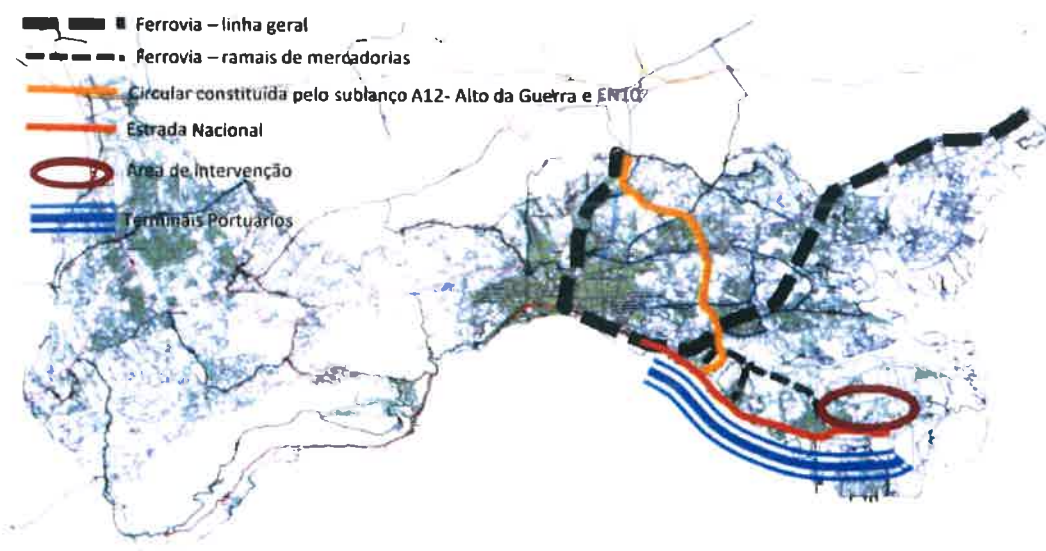 Ferrovia – linha geral
Ferrovia – ramais de mercadorias
Circular constituída pelo sublanço A12- Alto da Guerra e EN10
Estrada Nacional
Área de Intervenção
Terminais Portuários